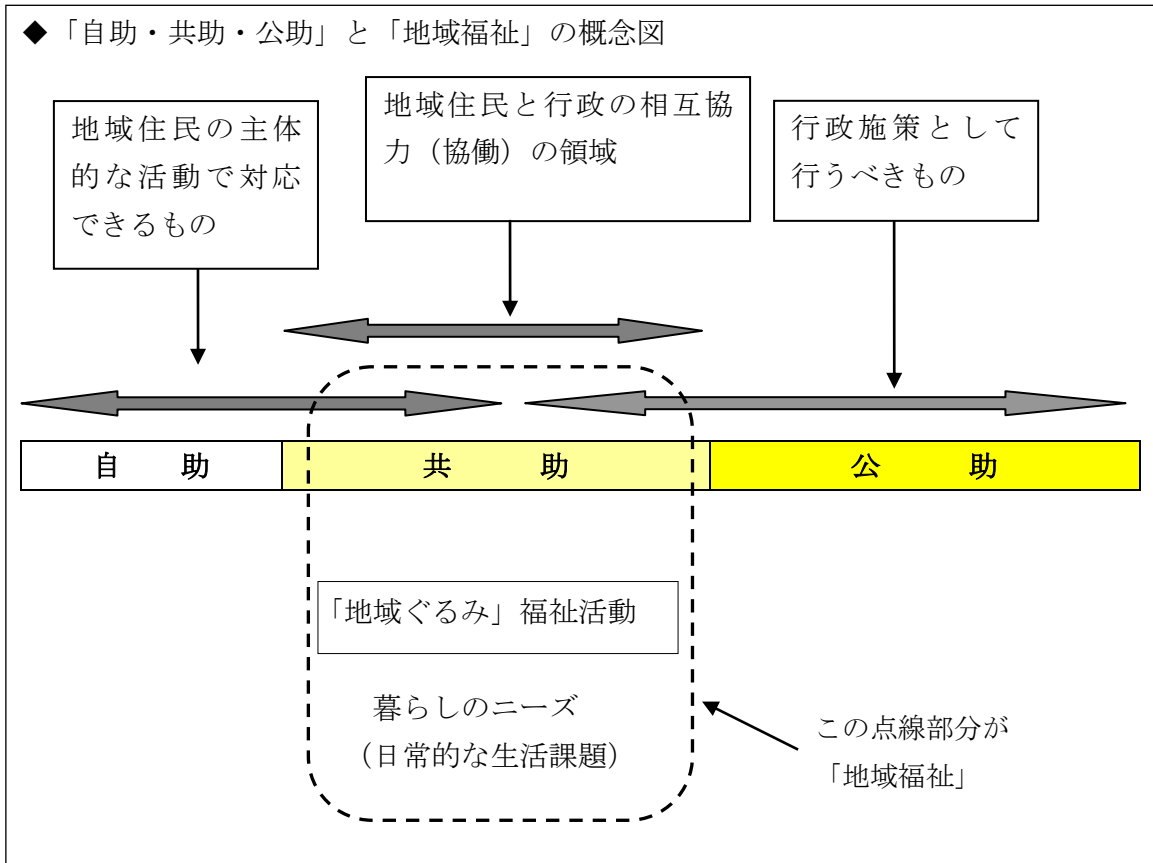 ◆「自助・共助・公助」と「地域福祉」の概念図
地域住民の主体
的な活動で対応
できるもの
地域住民と行政の相互協
力（協働）の領域
行政施策として
行うべきもの
自　　助
共　　助
公　　助
「地域ぐるみ」福祉活動
暮らしのニーズ
（日常的な生活課題）
この点線部分が
「地域福祉」